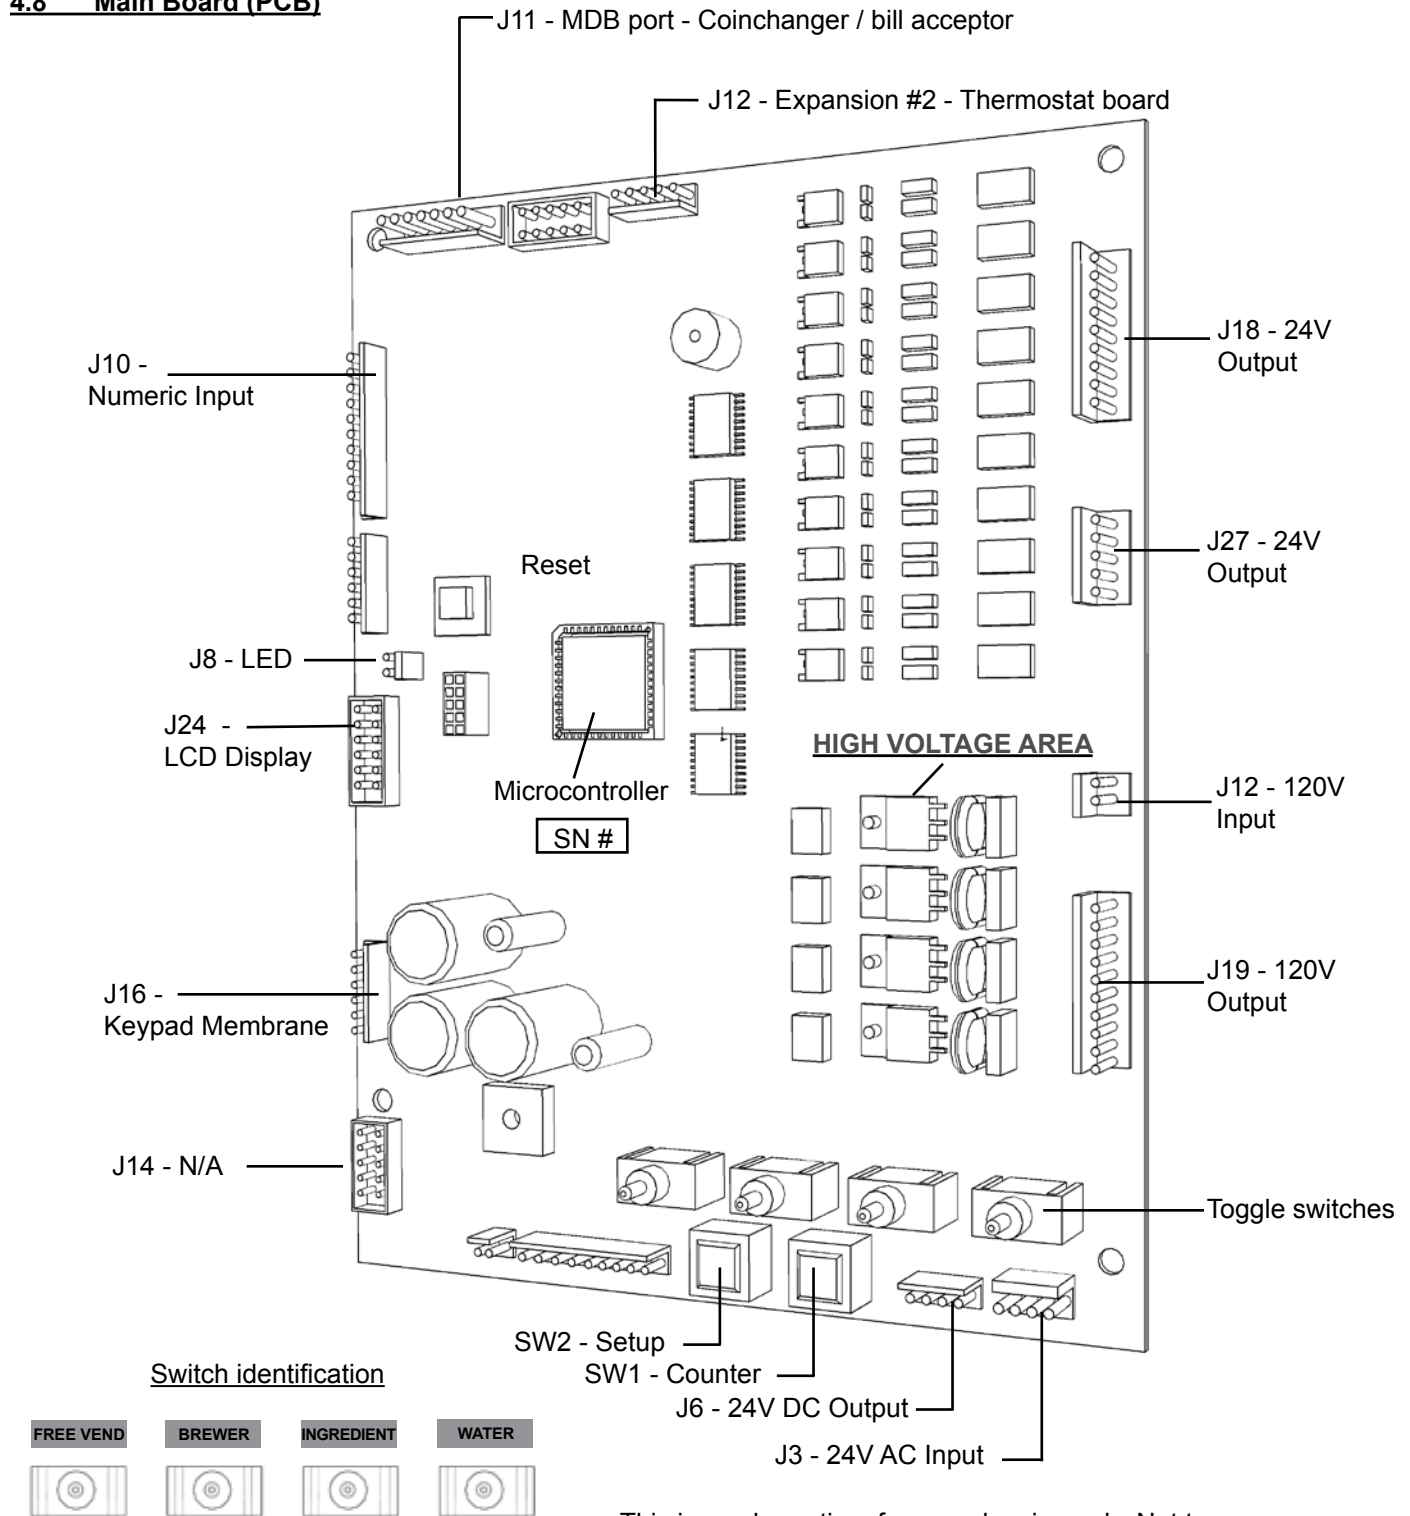 4.8 Main Board (PCB)
J11 - MDB port - Coinchanger / bill acceptor
J12 - Expansion #2 - Thermostat board
J10 -
Numeric Input
J18 - 24V
Output
Reset
J27 - 24V
Output
J8 - LED
J24 -
LCD Display
HIGH VOLTAGE AREA
Microcontroller
SN #
J12 - 120V
Input
J16 -
Keypad Membrane
J19 - 120V
Output
J14 - N/A
Toggle switches
SW2 - Setup
SW1 - Counter
J6 - 24V DC Output
J3 - 24V AC Input
Switch identification
FREE VEND
BREWER
INGREDIENT
WATER